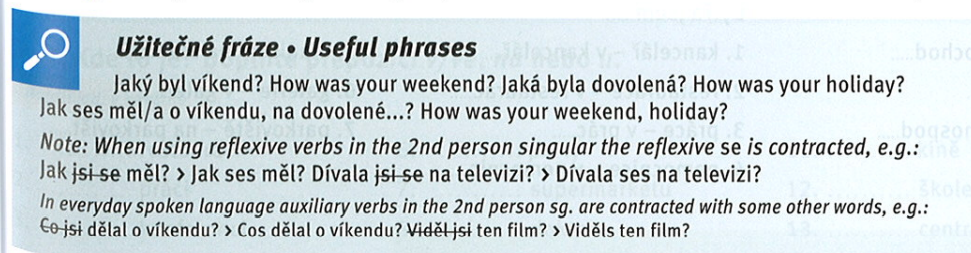 Užitečné fráze • Useful phrases
Jaký byl víkend? How was your weekend? Jaká byla dovolená? How was your holiday?
Jak ses měl/a o víkendu, na dovolené...? How was your weekend, holiday?
Note: When using reflexive verbs in the 2nd person singular the reflexive se is contracted, e.g.:
Jak jsi se měl? > Jak ses měl? Dívala jsi se na televizi? > Dívala ses na televizi?
In everyday spoken language auxiliary verbs in the 2nd person sg. are contracted with some other words, e.g.:
Co jsi dělal o víkendu? > Cos dělal o víkendu? Viděl jsi ten film? > Viděls ten film?